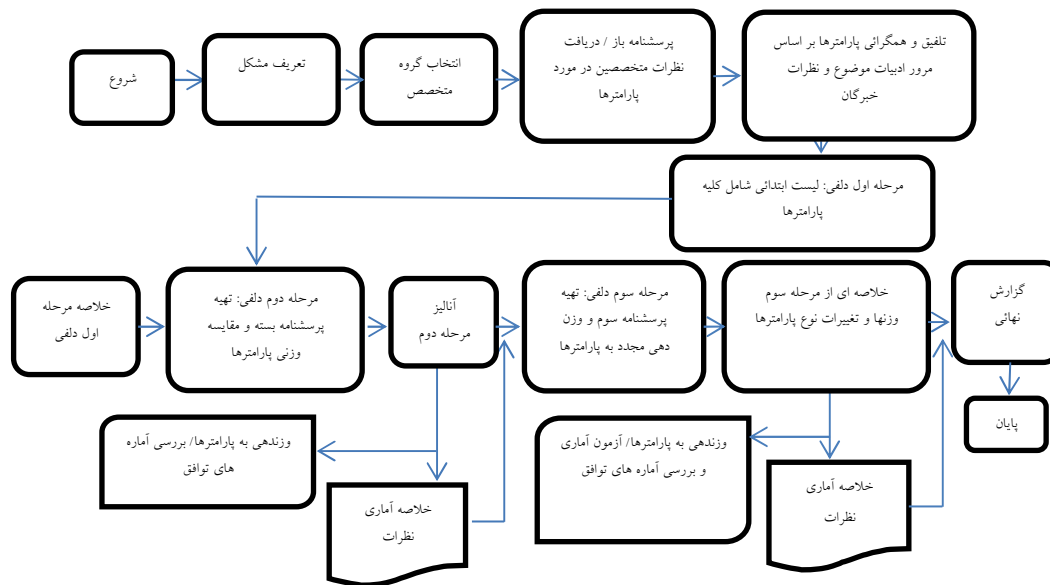 شروع
تعریف مشکل
انتخاب گروه
متخصص
پرسشنامه باز / دریافت
نظرات متخصصین در مورد
پارامترها
تلفیق و همگرائی پارامترها بر اساس
مرور ادبیات موضوع و نظرات
خبرگان
مرحله اول دلفی: لیست ابتدائی شامل کلیه
پارامترها
خلاصه مرحله
اول دلفی
مرحله دوم دلفی: تهیه
پرسشنامه بسته و مقایسه
وزنی پارامترها
آنالیز
مرحله دوم
مرحله سوم دلفی: تهیه
پرسشنامه سوم و وزن
دهی مجدد به پارامترها
خلاصه ای از مرحله سوم
وزنها و تغییرات نوع پارامترها
گزارش
نهائی
پایان
وزندهی به پارامترها/ بررسی آماره
های توافق
خلاصه آماری
نظرات
وزندهی به پارامترها/ آزمون آماری
و بررسی آماره های توافق
خلاصه آماری
نظرات